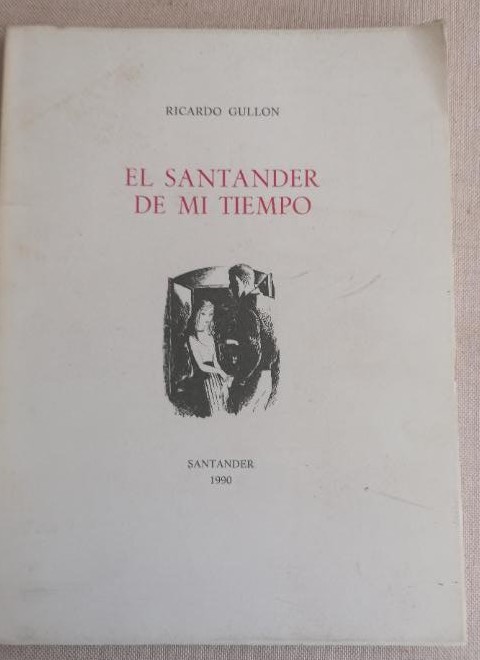 RICARDO GULLON
EL SANTANDER
DE MI TIEMPO
SANTANDER
1990